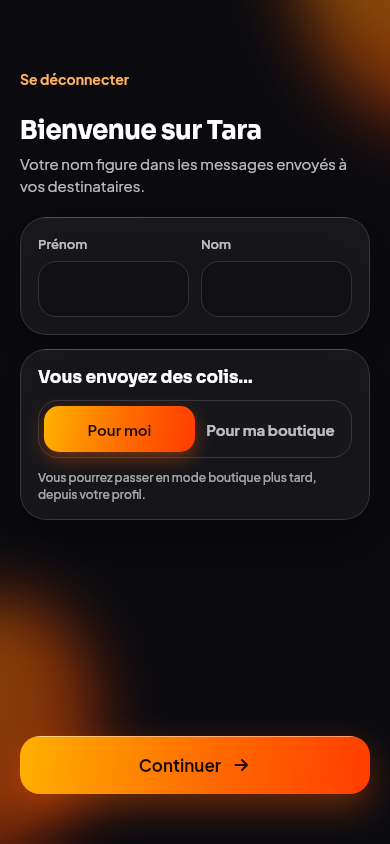 Se déconnecter
Bienvenue sur Tara
Votre nom figure dans les messages envoyés à
vos destinataires.
Prénom
Nom
Vous envoyez des colis...
Pour moi
Pour ma boutique
Vous pourrez passer en mode boutique plus tard,
depuis votre profil.
Continuer →